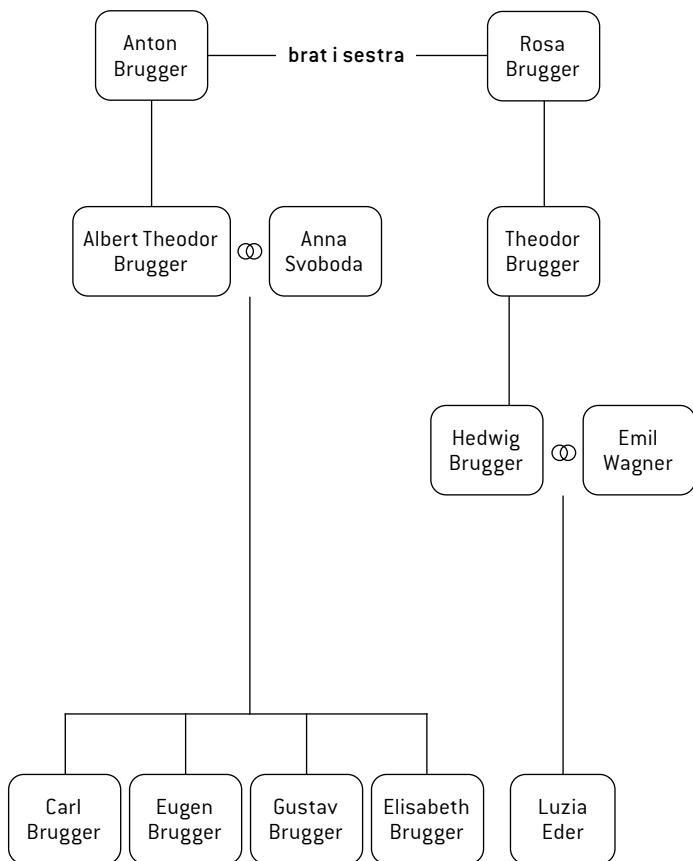 Anton
Brugger
brat i sestra
Rosa
Brugger
Albert Theodor
Brugger
Anna
Svoboda
Theodor
Brugger
Hedwig
Brugger
Emil
Wagner
Carl
Brugger
Eugen
Brugger
Gustav
Brugger
Elisabeth
Brugger
Luzia
Eder